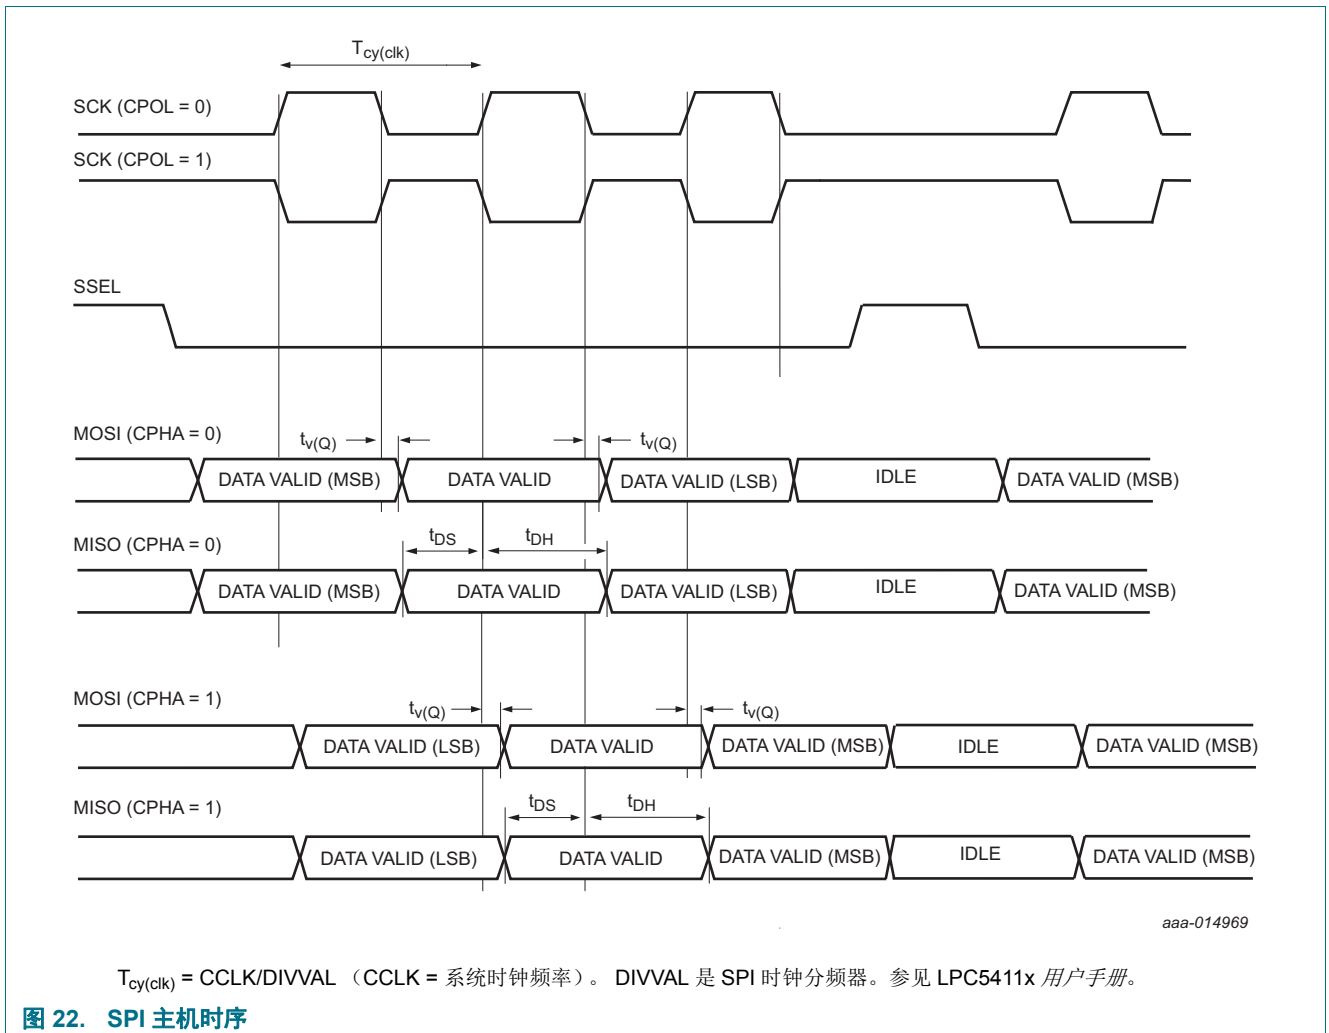 Tcy(clk)
SCK (CPOL = 0)
SCK (CPOL = 1)
SSEL
MOSI (CPHA = 0)
tv(Q) tv(Q)
DATA VALID (MSB) DATA VALID DATA VALID (LSB) IDLE DATA VALID (MSB)
MISO (CPHA = 0)
tDS tDH
DATA VALID (MSB) DATA VALID DATA VALID (LSB) IDLE DATA VALID (MSB)
MOSI (CPHA = 1)
tv(Q) tv(Q)
DATA VALID (LSB) DATA VALID DATA VALID (MSB) IDLE DATA VALID (MSB)
MISO (CPHA = 1)
tDS tDH
DATA VALID (LSB) DATA VALID DATA VALID (MSB) IDLE DATA VALID (MSB)
aaa-014969
Tcy(clk) = CCLK/DIVVAL （CCLK = 系统时钟频率）。 DIVVAL 是 SPI 时钟分频器。参见 LPC5411x 用户手册。
图 22. SPI 主机时序